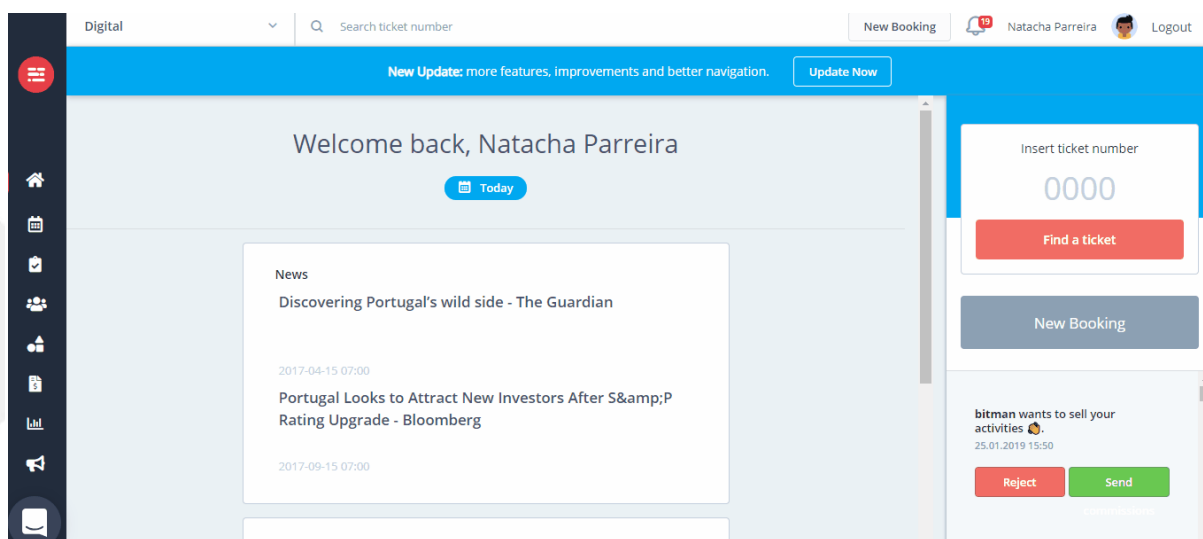 Digital
Search ticket number
New Booking
19
Natacha Parreira
Logout
New Update: more features, improvements and better navigation.
Update Now
Welcome back, Natacha Parreira
Today
News
Discovering Portugal's wild side - The Guardian
2017-04-15 07:00
Portugal Looks to Attract New Investors After S&amp;P
Rating Upgrade - Bloomberg
2017-09-15 07:00
Insert ticket number
0000
Find a ticket
New Booking
bitman wants to sell your
activities 👏.
25.01.2019 15:50
Reject
Send